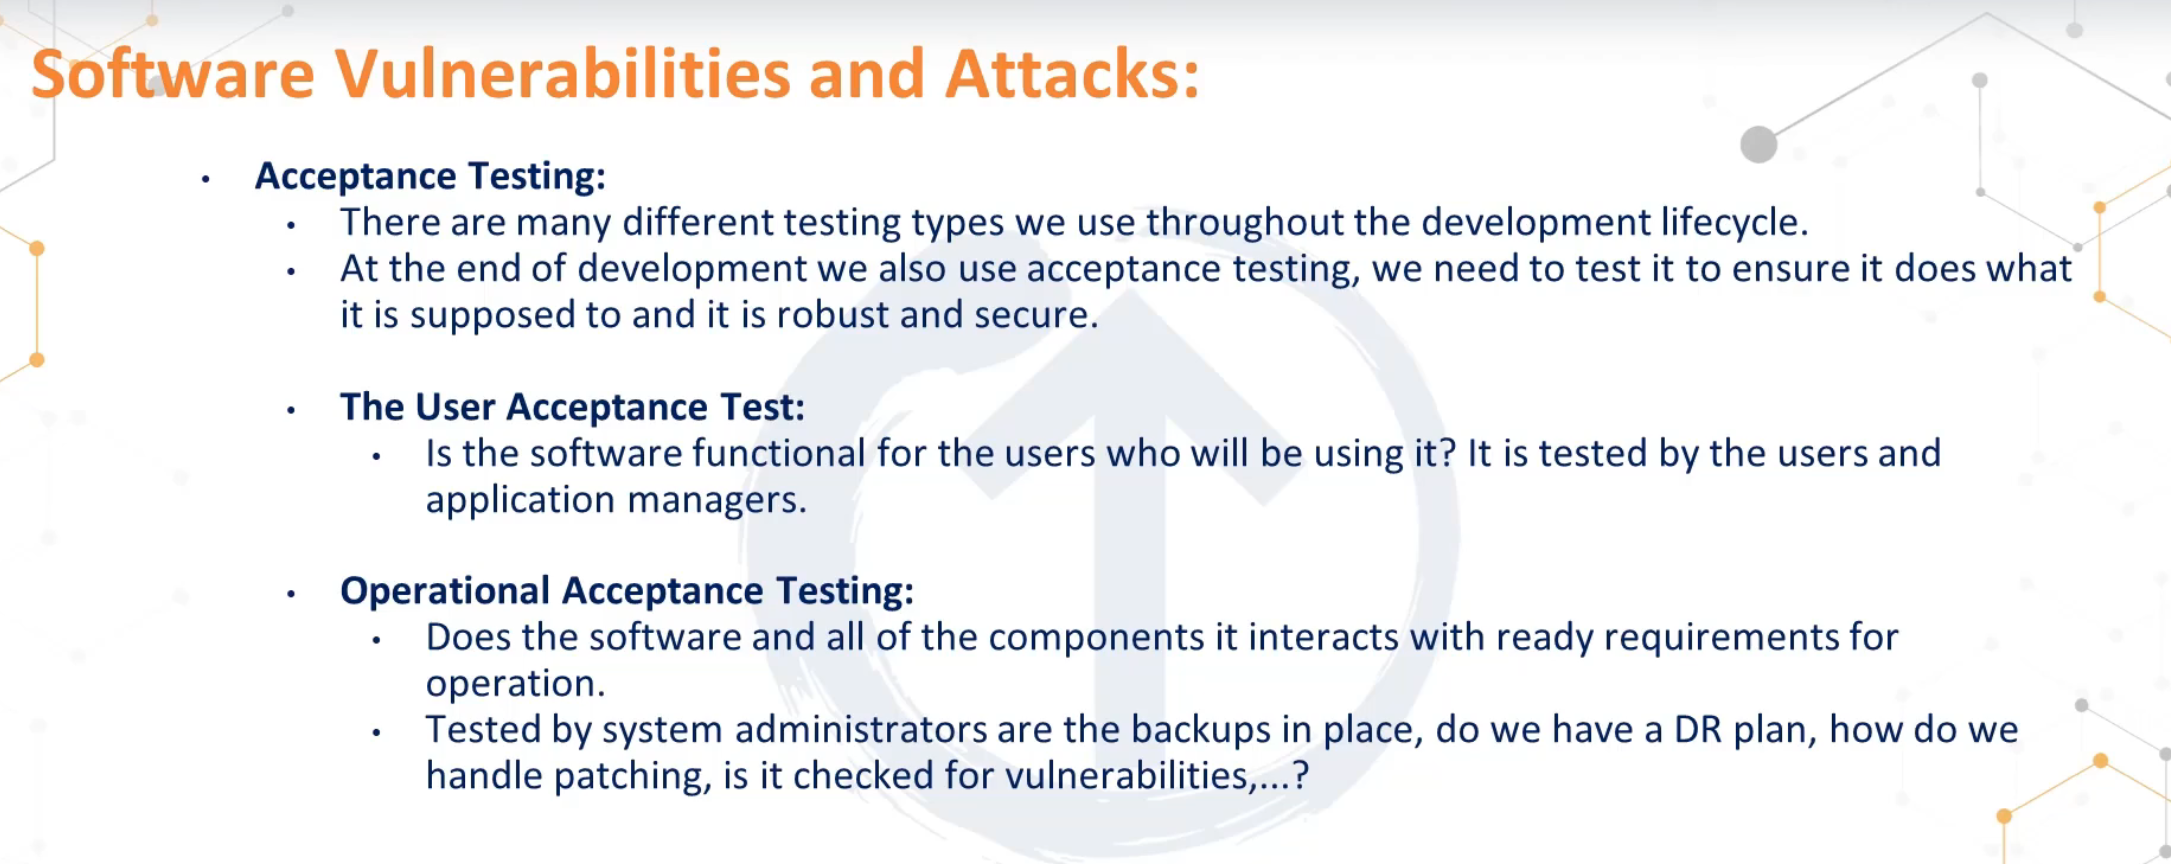 Software Vulnerabilities and Attacks:
• Acceptance Testing:
• There are many different testing types we use throughout the development lifecycle.
• At the end of development we also use acceptance testing, we need to test it to ensure it does what
it is supposed to and it is robust and secure.
• The User Acceptance Test:
• Is the software functional for the users who will be using it? It is tested by the users and
application managers.
• Operational Acceptance Testing:
• Does the software and all of the components it interacts with ready requirements for
operation.
• Tested by system administrators are the backups in place, do we have a DR plan, how do we
handle patching, is it checked for vulnerabilities,...?